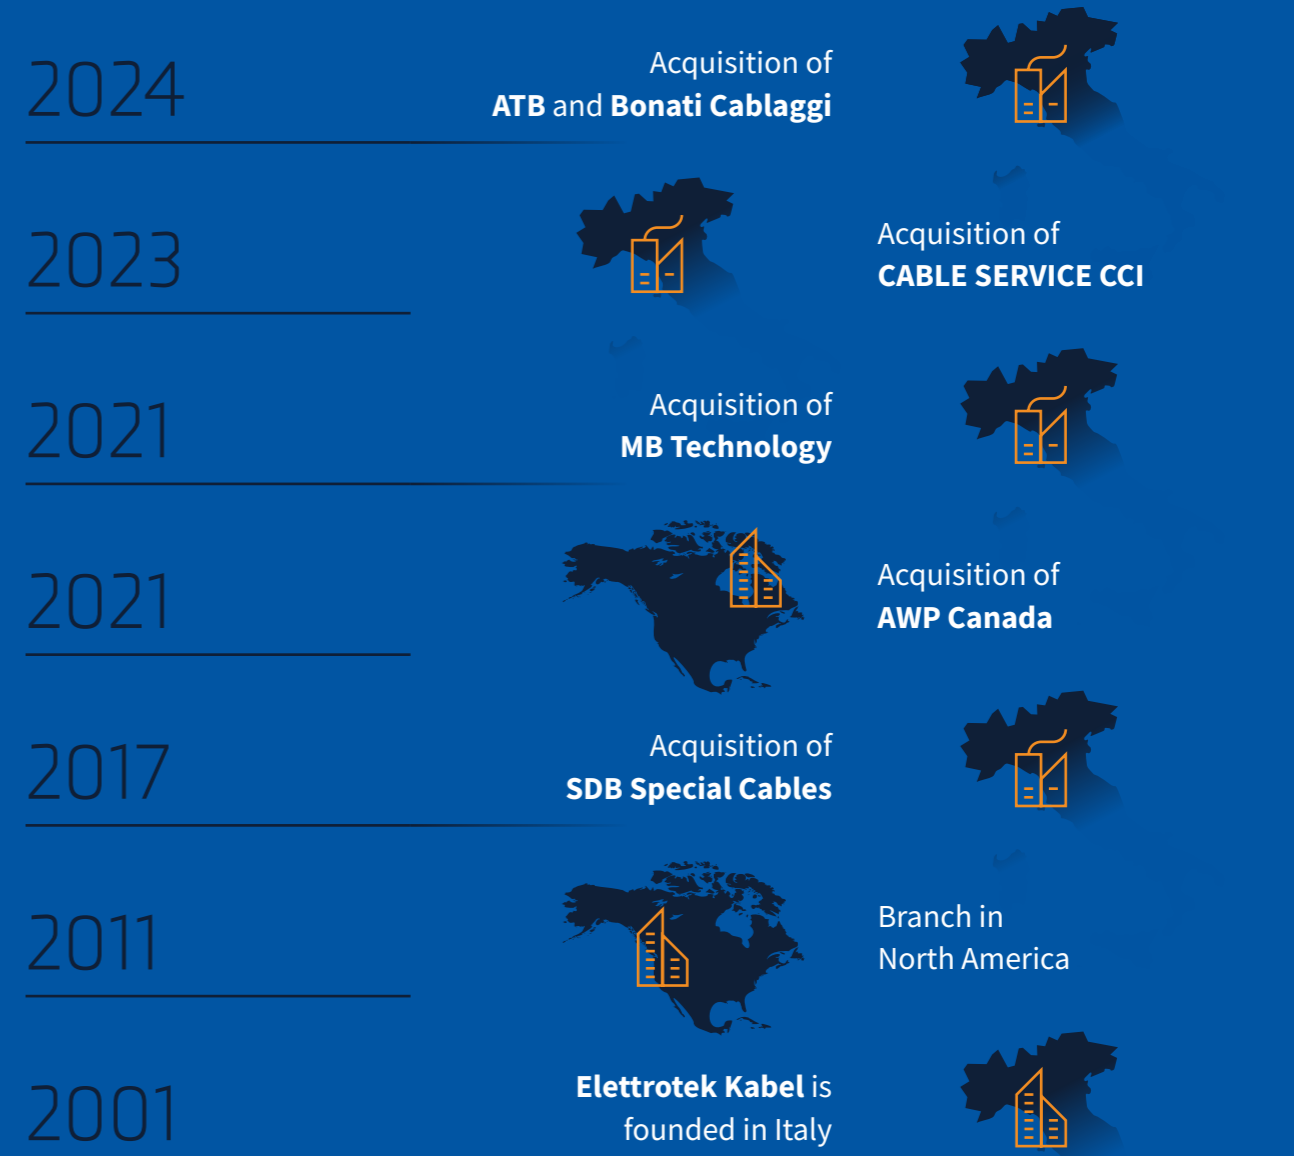 2024
Acquisition of
ATB and Bonati Cablaggi
2023
Acquisition of
CABLE SERVICE CCI
2021
Acquisition of
MB Technology
2021
Acquisition of
AWP Canada
2017
Acquisition of
SDB Special Cables
2011
Branch in
North America
2001
Elettrotek Kabel is
founded in Italy